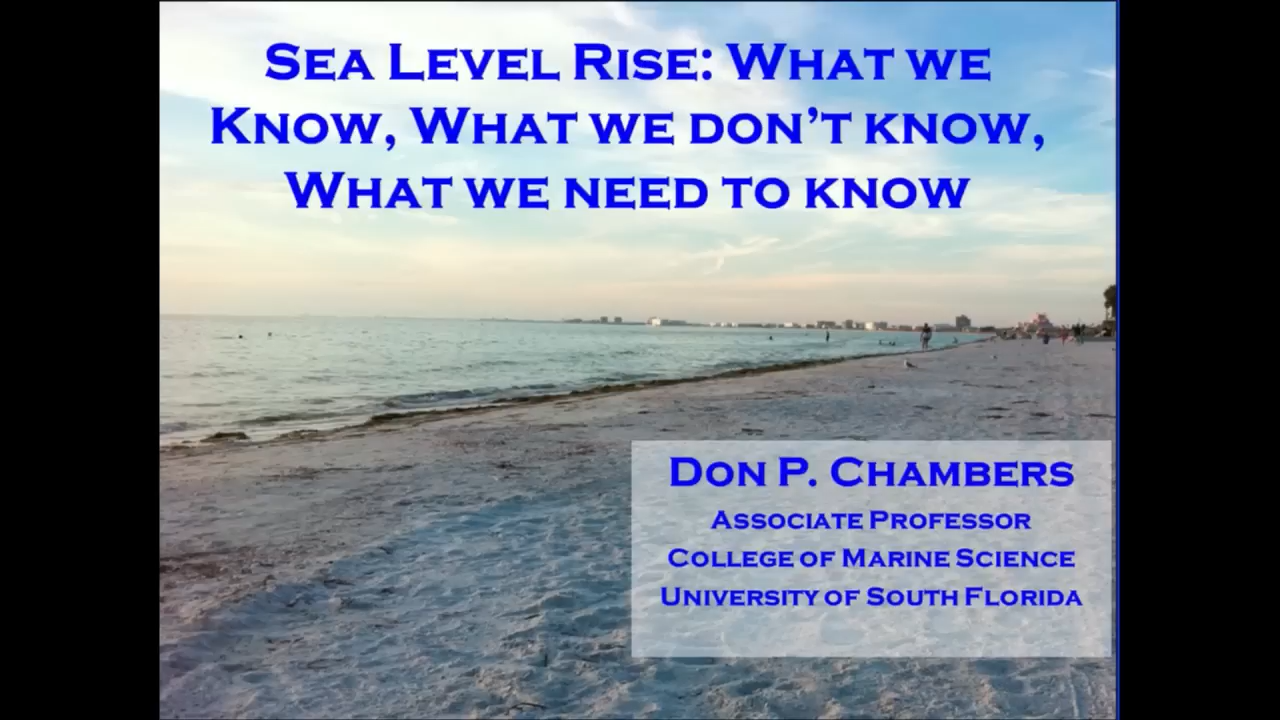 Sea Level Rise: What we
Know, What we don't know,
What we need to know
Don P. Chambers
Associate Professor
College of Marine Science
University of South Florida